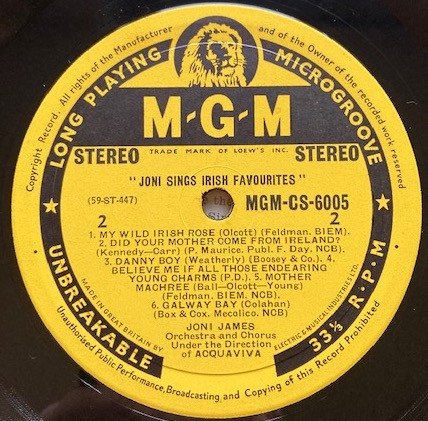 Copyright Record. All rights of the Manufacturer and of the Owner of the recorded work reserved
LONG PLAYING MICROGROOVE
M-G-M
STEREO TRADE MARK OF LOEW'S INC. STEREO
"JONI SINGS IRISH FAVOURITES"
(59-ST-447) MGM-CS-6005
2 2
1. MY WILD IRISH ROSE (Olcott) (Feldman. BIEM).
2. DID YOUR MOTHER COME FROM IRELAND?
(Kennedy—Carr) (P. Maurice. Publ. F. Day. NCB).
3. DANNY BOY (Weatherly) (Boosey & Co.). 4.
BELIEVE ME IF ALL THOSE ENDEARING
YOUNG CHARMS (P.D.). 5. MOTHER
MACHREE (Ball—Olcott—Young)
(Feldman. BIEM. NCB).
6. GALWAY BAY (Colahan)
(Box & Cox. Mecolico. NCB)
JONI JAMES
Orchestra and Chorus
Under the Direction
of ACQUAVIVA
MADE IN GREAT BRITAIN BY ELECTRIC & MUSICAL INDUSTRIES LTD.
UNBREAKABLE 33⅓ R·P·M
Unauthorised Public Performance, Broadcasting and Copying of this Record Prohibited